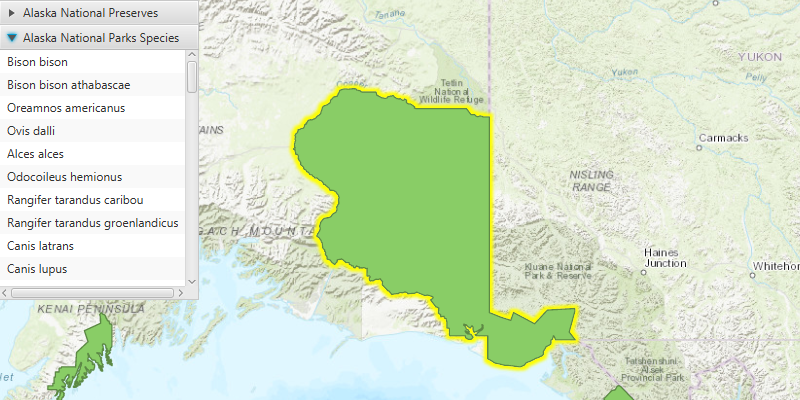 Alaska National Preserves
Alaska National Parks Species
Bison bison
Bison bison athabascae
Oreamnos americanus
Ovis dalli
Alces alces
Odocoileus hemionus
Rangifer tarandus caribou
Rangifer tarandus groenlandicus
Canis latrans
Canis lupus
Tanana
Tetlin
National
Wildlife Refuge
YUKON
Yukon
Pelly
Carmacks
AINS
NISLING
RANGE
GACH MOUNTA
Haines
Junction
Kluane National
Park & Reserve
Whitehor
KENAI PENINSULA
let
Tatshenshini
Alsek
Provincial Park